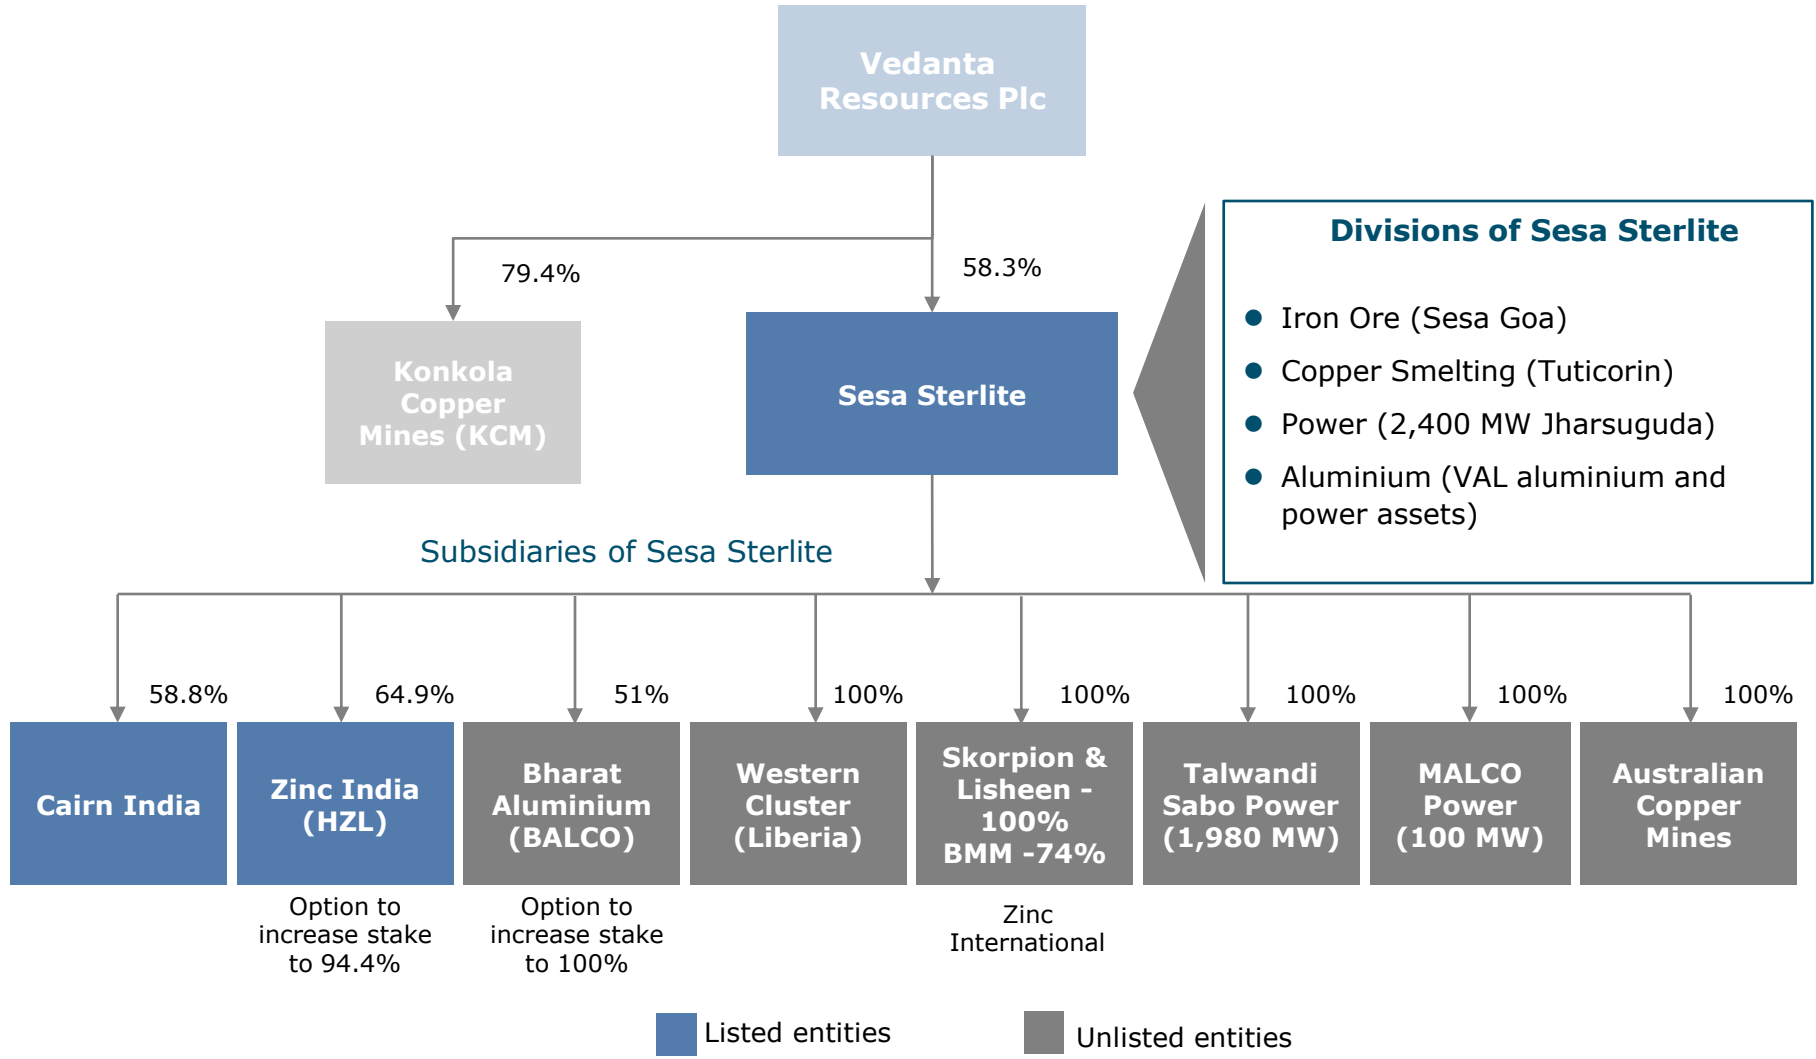 Vedanta
Resources Plc
79.4%
58.3%
Konkola
Copper
Mines (KCM)
Sesa Sterlite
Divisions of Sesa Sterlite
Iron Ore (Sesa Goa)
Copper Smelting (Tuticorin)
Power (2,400 MW Jharsuguda)
Aluminium (VAL aluminium and
power assets)
Subsidiaries of Sesa Sterlite
58.8%
64.9%
51%
100%
100%
100%
100%
100%
Cairn India
Zinc India
(HZL)
Bharat
Aluminium
(BALCO)
Western
Cluster
(Liberia)
Skorpion &
Lisheen -
100%
BMM -74%
Talwandi
Sabo Power
(1,980 MW)
MALCO
Power
(100 MW)
Australian
Copper
Mines
Option to
increase stake
to 94.4%
Option to
increase stake
to 100%
Zinc
International
Listed entities
Unlisted entities